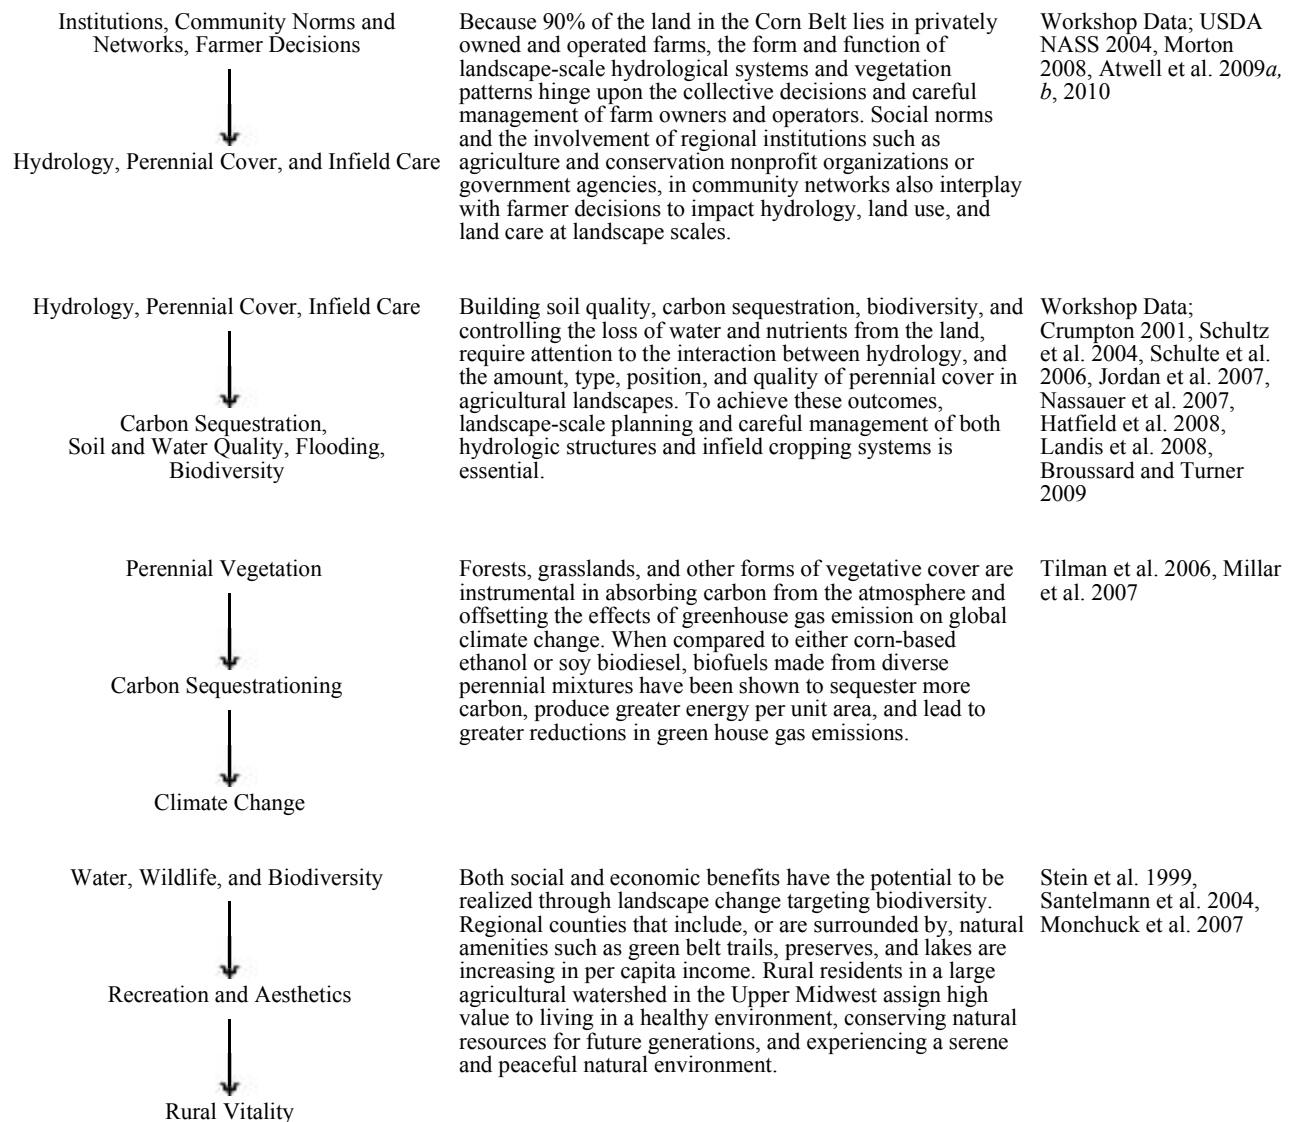 Institutions, Community Norms and
Networks, Farmer Decisions
Hydrology, Perennial Cover, and Infield Care
Because 90% of the land in the Corn Belt lies in privately
owned and operated farms, the form and function of
landscape-scale hydrological systems and vegetation
patterns hinge upon the collective decisions and careful
management of farm owners and operators. Social norms
and the involvement of regional institutions such as
agriculture and conservation nonprofit organizations or
government agencies, in community networks also interplay
with farmer decisions to impact hydrology, land use, and
land care at landscape scales.
Workshop Data; USDA
NASS 2004, Morton
2008, Atwell et al. 2009a,
b, 2010
Hydrology, Perennial Cover, Infield Care
Carbon Sequestration,
Soil and Water Quality, Flooding,
Biodiversity
Building soil quality, carbon sequestration, biodiversity, and
controlling the loss of water and nutrients from the land,
require attention to the interaction between hydrology, and
the amount, type, position, and quality of perennial cover in
agricultural landscapes. To achieve these outcomes,
landscape-scale planning and careful management of both
hydrologic structures and infield cropping systems is
essential.
Workshop Data;
Crumpton 2001, Schultz
et al. 2004, Schulte et al.
2006, Jordan et al. 2007,
Nassauer et al. 2007,
Hatfield et al. 2008,
Landis et al. 2008,
Broussard and Turner
2009
Perennial Vegetation
Carbon Sequestrationing
Climate Change
Forests, grasslands, and other forms of vegetative cover are
instrumental in absorbing carbon from the atmosphere and
offsetting the effects of greenhouse gas emission on global
climate change. When compared to either corn-based
ethanol or soy biodiesel, biofuels made from diverse
perennial mixtures have been shown to sequester more
carbon, produce greater energy per unit area, and lead to
greater reductions in green house gas emissions.
Tilman et al. 2006, Millar
et al. 2007
Water, Wildlife, and Biodiversity
Recreation and Aesthetics
Rural Vitality
Both social and economic benefits have the potential to be
realized through landscape change targeting biodiversity.
Regional counties that include, or are surrounded by, natural
amenities such as green belt trails, preserves, and lakes are
increasing in per capita income. Rural residents in a large
agricultural watershed in the Upper Midwest assign high
value to living in a healthy environment, conserving natural
resources for future generations, and experiencing a serene
and peaceful natural environment.
Stein et al. 1999,
Santelmann et al. 2004,
Monchuck et al. 2007